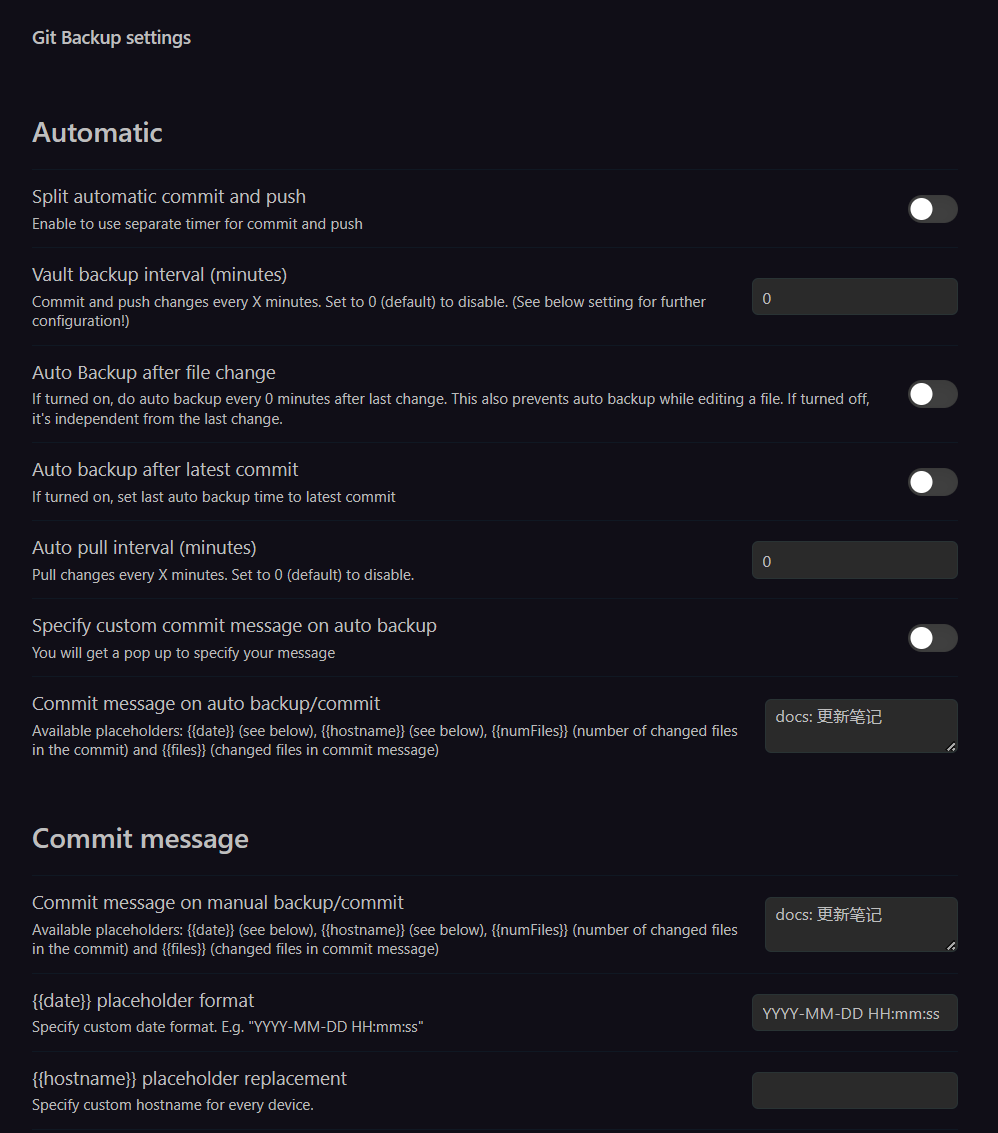 Git Backup settings
Automatic
Split automatic commit and push
Enable to use separate timer for commit and push
Vault backup interval (minutes)
Commit and push changes every X minutes. Set to 0 (default) to disable. (See below setting for further
configuration!)
0
Auto Backup after file change
If turned on, do auto backup every 0 minutes after last change. This also prevents auto backup while editing a file. If turned off,
it's independent from the last change.
Auto backup after latest commit
If turned on, set last auto backup time to latest commit
Auto pull interval (minutes)
Pull changes every X minutes. Set to 0 (default) to disable.
0
Specify custom commit message on auto backup
You will get a pop up to specify your message
Commit message on auto backup/commit
Available placeholders: {{date}} (see below), {{hostname}} (see below), {{numFiles}} (number of changed files
in the commit) and {{files}} (changed files in commit message)
docs: 更新笔记
Commit message
Commit message on manual backup/commit
Available placeholders: {{date}} (see below), {{hostname}} (see below), {{numFiles}} (number of changed files
in the commit) and {{files}} (changed files in commit message)
docs: 更新笔记
{{date}} placeholder format
Specify custom date format. E.g. "YYYY-MM-DD HH:mm:ss"
YYYY-MM-DD HH:mm:ss
{{hostname}} placeholder replacement
Specify custom hostname for every device.